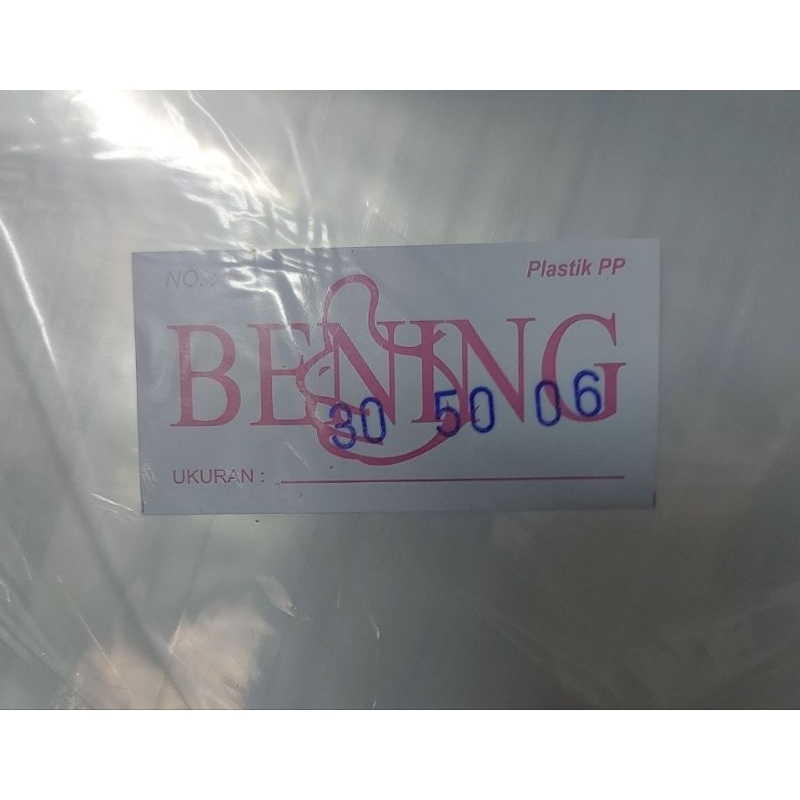 NO. :
Plastik PP
BENING
30 50 06
UKURAN :